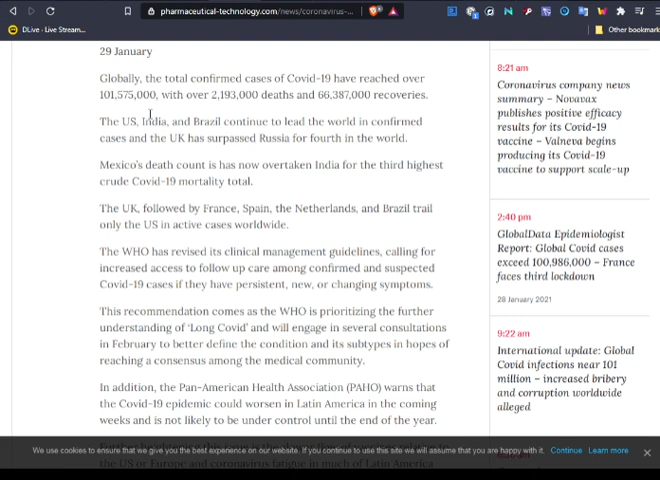 pharmaceutical-technology.com/news/coronavirus-...
DLive - Live Stream...
Other bookmark
29 January
Globally, the total confirmed cases of Covid-19 have reached over
101,575,000, with over 2,193,000 deaths and 66,387,000 recoveries.
The US, India, and Brazil continue to lead the world in confirmed
cases and the UK has surpassed Russia for fourth in the world.
Mexico's death count is has now overtaken India for the third highest
crude Covid-19 mortality total.
The UK, followed by France, Spain, the Netherlands, and Brazil trail
only the US in active cases worldwide.
The WHO has revised its clinical management guidelines, calling for
increased access to follow up care among confirmed and suspected
Covid-19 cases if they have persistent, new, or changing symptoms.
This recommendation comes as the WHO is prioritizing the further
understanding of 'Long Covid' and will engage in several consultations
in February to better define the condition and its subtypes in hopes of
reaching a consensus among the medical community.
In addition, the Pan-American Health Association (PAHO) warns that
the Covid-19 epidemic could worsen in Latin America in the coming
weeks and is not likely to be under control until the end of the year.
the US or Europe and coronavirus fatigue in much of Latin America
8:21 am
Coronavirus company news
summary – Novavax
publishes positive efficacy
results for its Covid-19
vaccine – Valneva begins
producing its Covid-19
vaccine to support scale-up
2:40 pm
GlobalData Epidemiologist
Report: Global Covid cases
exceed 100,986,000 – France
faces third lockdown
28 January 2021
9:22 am
International update: Global
Covid infections near 101
million – increased bribery
and corruption worldwide
alleged
We use cookies to ensure that we give you the best experience on our website. If you continue to use this site we will assume that you are happy with it. Continue Learn more